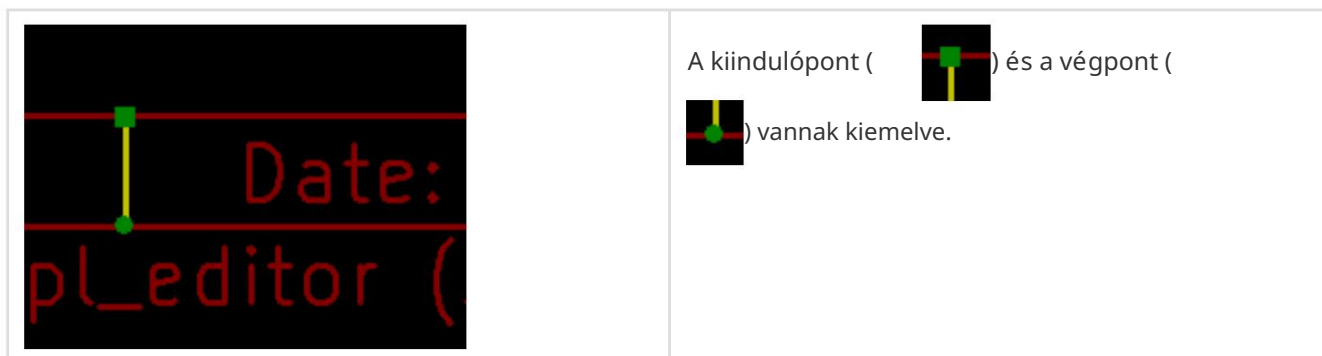 Date:
pl_editor (
A kiindulópont ( ) és a végpont (
) vannak kiemelve.